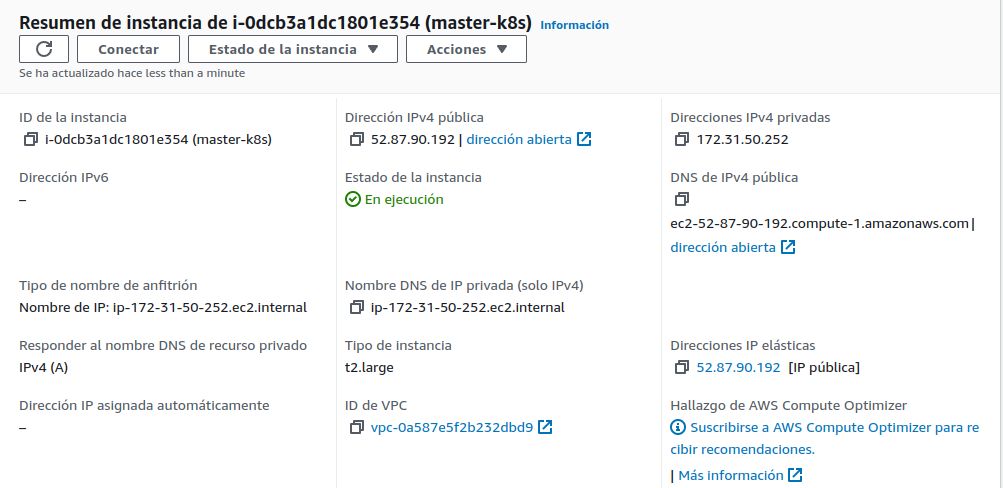 Resumen de instancia de i-0dcb3a1dc1801e354 (master-k8s) Información
Conectar Estado de la instancia Acciones
Se ha actualizado hace less than a minute
ID de la instancia
i-0dcb3a1dc1801e354 (master-k8s)
Dirección IPv4 pública
52.87.90.192 | dirección abierta
Direcciones IPv4 privadas
172.31.50.252
Dirección IPv6
–
Estado de la instancia
En ejecución
DNS de IPv4 pública
ec2-52-87-90-192.compute-1.amazonaws.com |
dirección abierta
Tipo de nombre de anfitrión
Nombre de IP: ip-172-31-50-252.ec2.internal
Nombre DNS de IP privada (solo IPv4)
ip-172-31-50-252.ec2.internal
Responder al nombre DNS de recurso privado
IPv4 (A)
Tipo de instancia
t2.large
Direcciones IP elásticas
52.87.90.192 [IP pública]
Dirección IP asignada automáticamente
–
ID de VPC
vpc-0a587e5f2b232dbd9
Hallazgo de AWS Compute Optimizer
Suscribirse a AWS Compute Optimizer para re
cibir recomendaciones.
| Más información